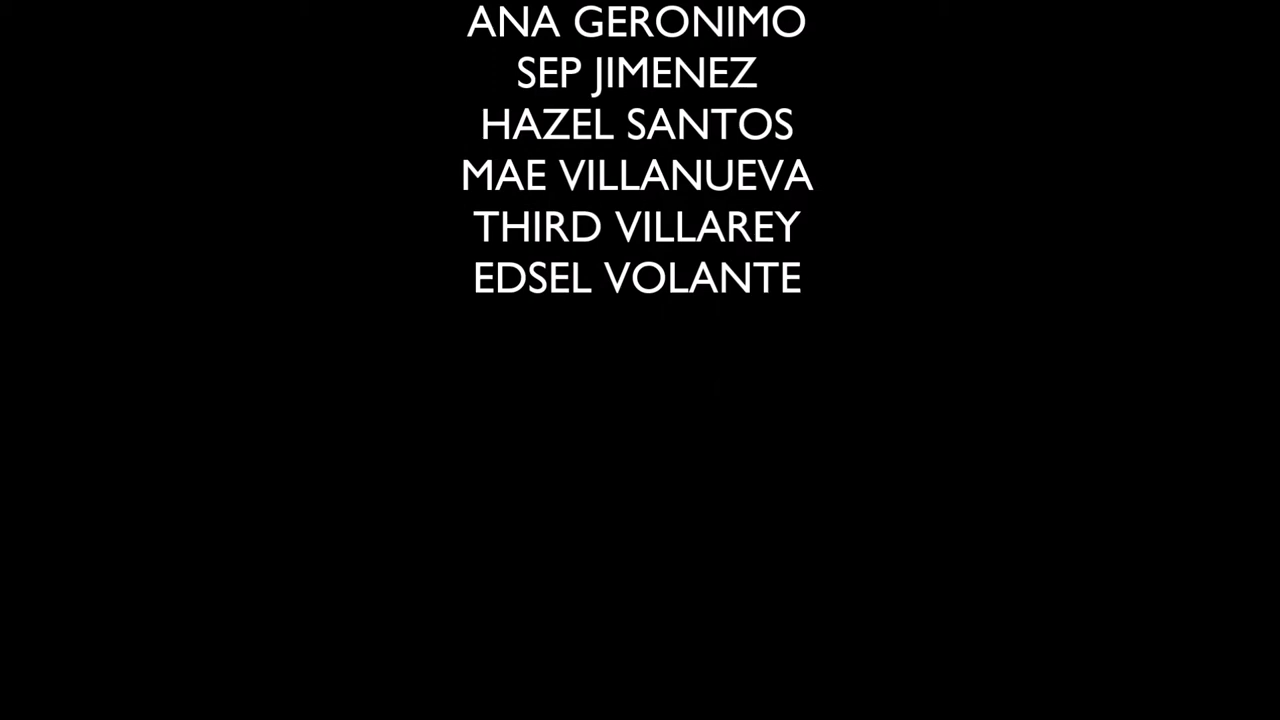 ANA GERONIMO
SEP JIMENEZ
HAZEL SANTOS
MAE VILLANUEVA
THIRD VILLAREY
EDSEL VOLANTE